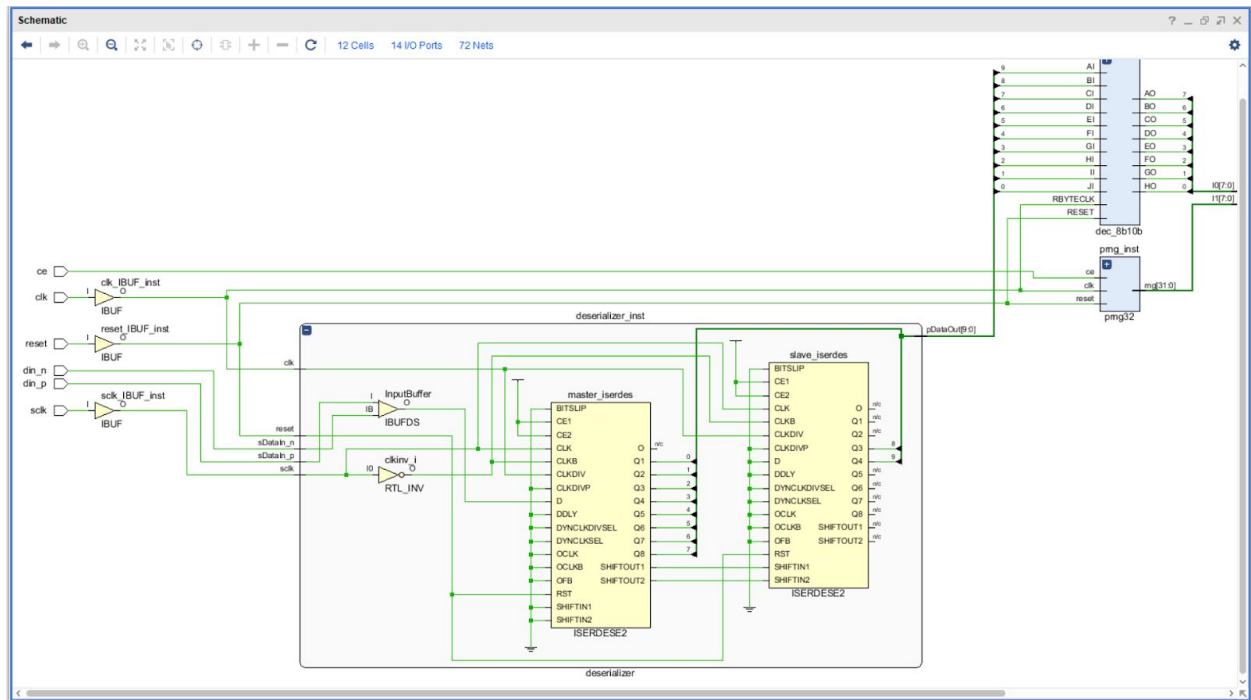 Schematic
12 Cells 14 I/O Ports 72 Nets
9 AI
8 BI
7 CI AO 7
6 DI BO 6
5 EI CO 5
4 FI DO 4
3 GI EO 3
2 HI FO 2
1 II GO 1
0 JI HO 0 I0[7:0]
RBYTECLK I1[7:0]
RESET
dec_8b10b
prng_inst
ce
clk rng[31:0]
reset
prng32
ce
clk I clk_IBUF_inst O
IBUF
reset I reset_IBUF_inst O
IBUF
din_n
din_p
sclk I sclk_IBUF_inst O
IBUF
deserializer_inst
pDataOut[9:0]
clk
reset
sDataIn_n
sDataIn_p
sclk
InputBuffer
I O
IB
IBUFDS
clkinv_i
I0 O
RTL_INV
master_iserdes
BITSLIP
CE1
CE2
CLK O n/c
CLKB Q1 0
CLKDIV Q2 1
CLKDIVP Q3 2
D Q4 3
DDLY Q5 4
DYNCLKDIVSEL Q6 5
DYNCLKSEL Q7 6
OCLK Q8 7
OCLKB SHIFTOUT1
OFB SHIFTOUT2
RST
SHIFTIN1
SHIFTIN2
ISERDESE2
slave_iserdes
BITSLIP
CE1
CE2
CLK O n/c
CLKB Q1 n/c
CLKDIV Q2 n/c
CLKDIVP Q3 8
D Q4 9
DDLY Q5 n/c
DYNCLKDIVSEL Q6 n/c
DYNCLKSEL Q7 n/c
OCLK Q8 n/c
OCLKB SHIFTOUT1 n/c
OFB SHIFTOUT2 n/c
RST
SHIFTIN1
SHIFTIN2
ISERDESE2
deserializer